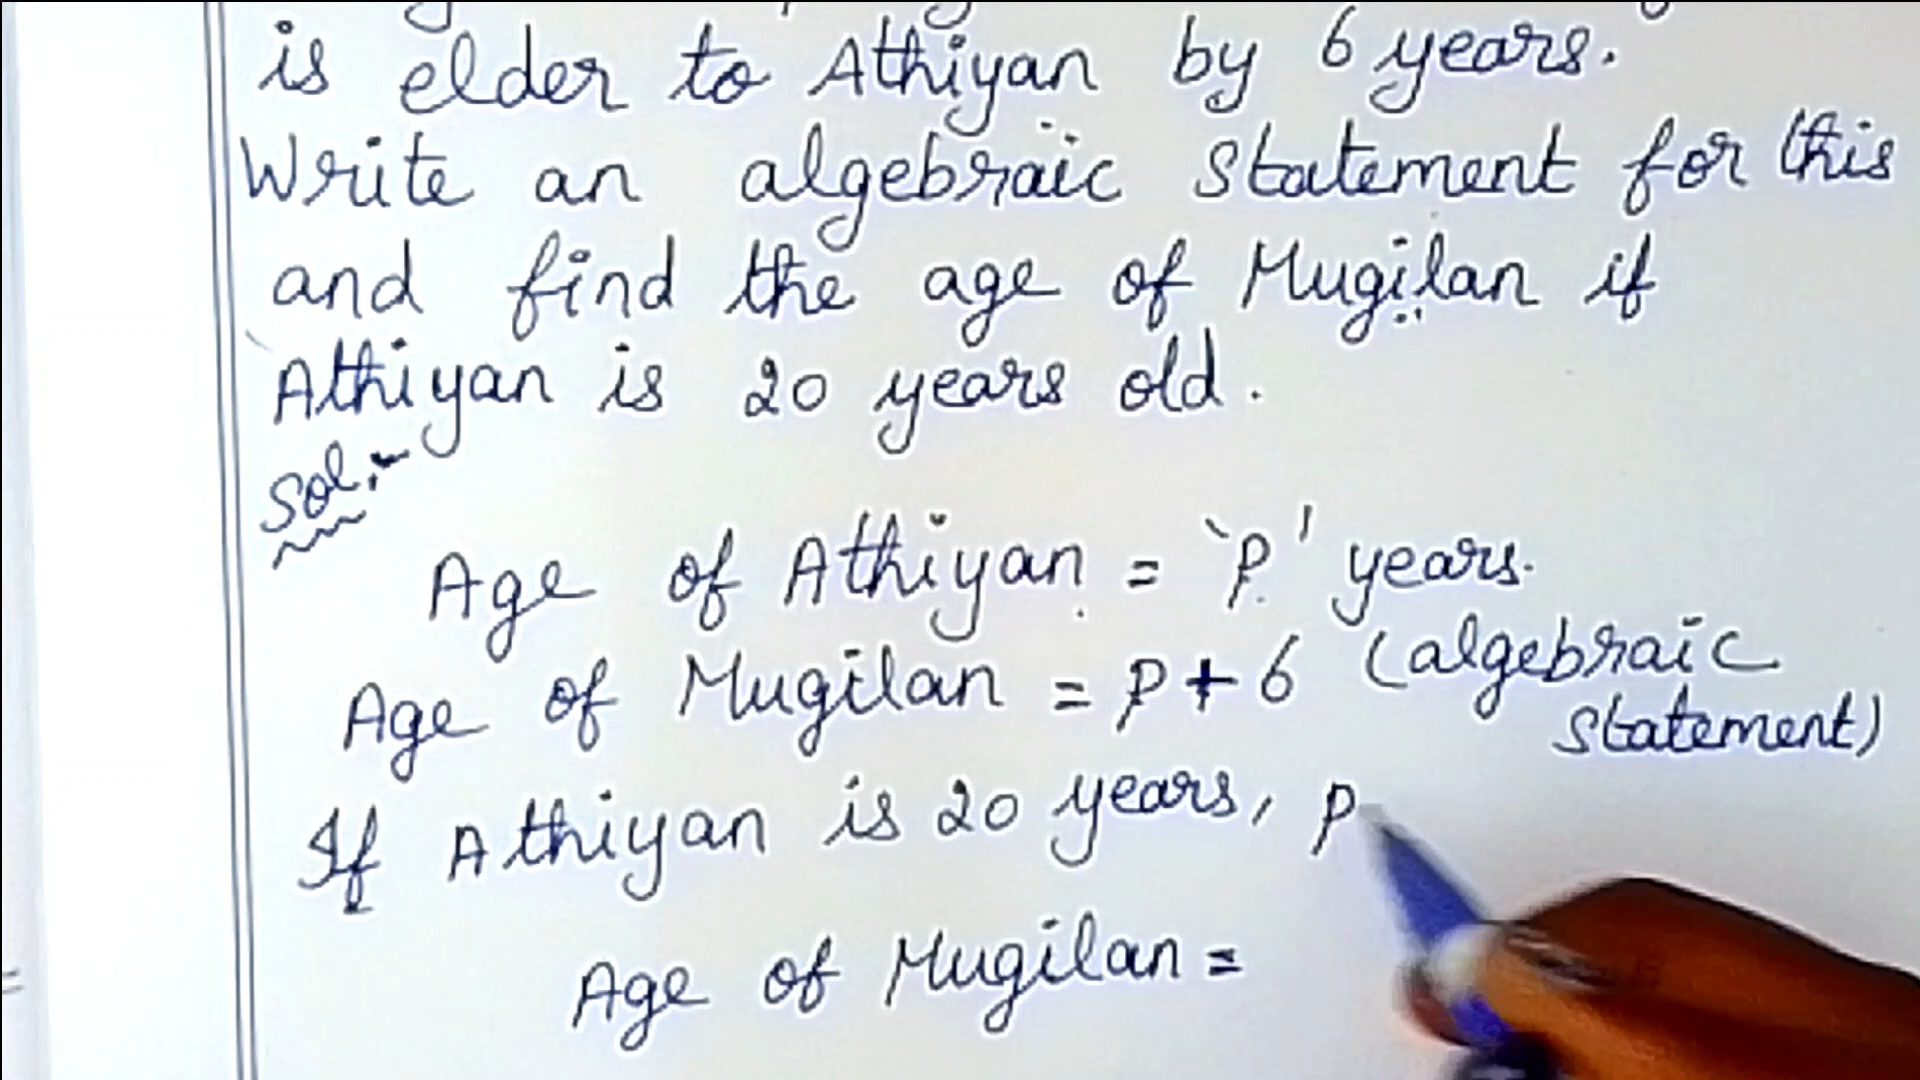 is elder to Athiyan by 6 years.
Write an algebraic statement for this
and find the age of Mugilan if
Athiyan is 20 years old.
Sol:-
Age of Athiyan = 'P' years.
Age of Mugilan = P + 6 (algebraic
statement)
If Athiyan is 20 years, P
Age of Mugilan =